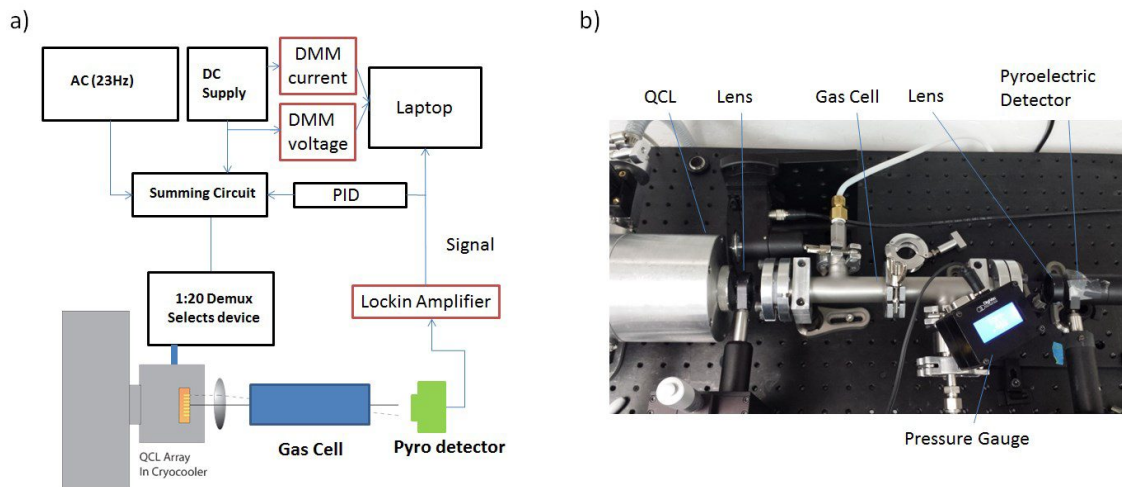 a)
AC (23Hz)
DC
Supply
DMM
current
DMM
voltage
Laptop
Summing Circuit
PID
Signal
1:20 Demux
Selects device
Lockin Amplifier
QCL Array
In Cryocooler
Gas Cell
Pyro detector
b)
QCL
Lens
Gas Cell
Lens
Pyroelectric
Detector
Pressure Gauge